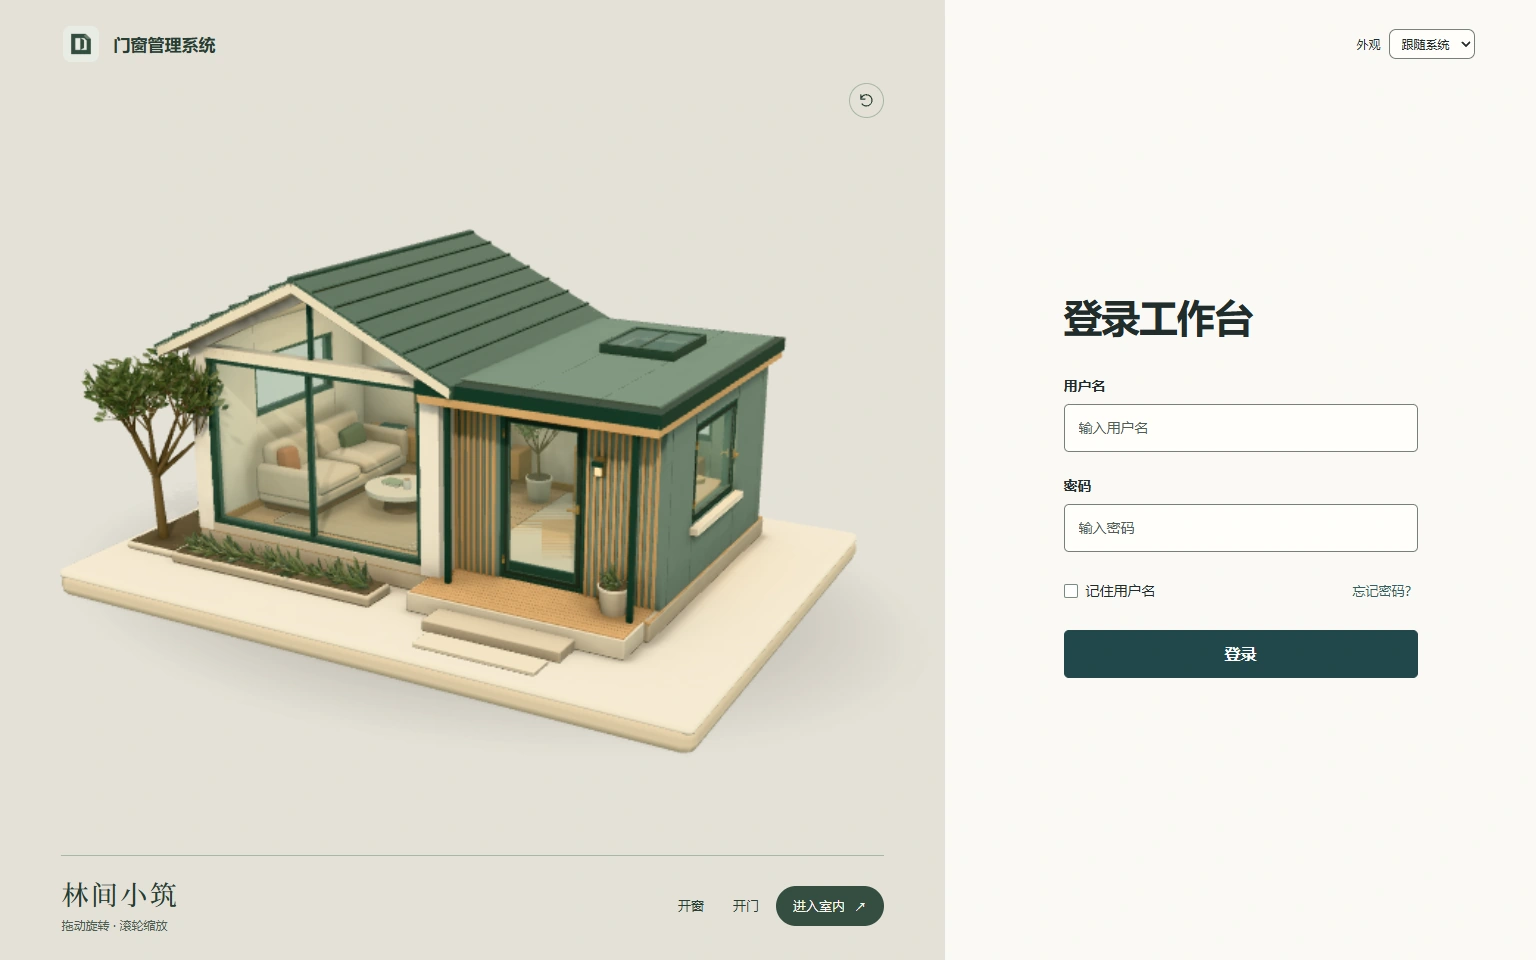 门窗管理系统
外观
跟随系统
登录工作台
用户名
输入用户名
密码
输入密码
记住用户名
忘记密码?
登录
林间小筑
拖动旋转 · 滚轮缩放
开窗
开门
进入室内 ↗